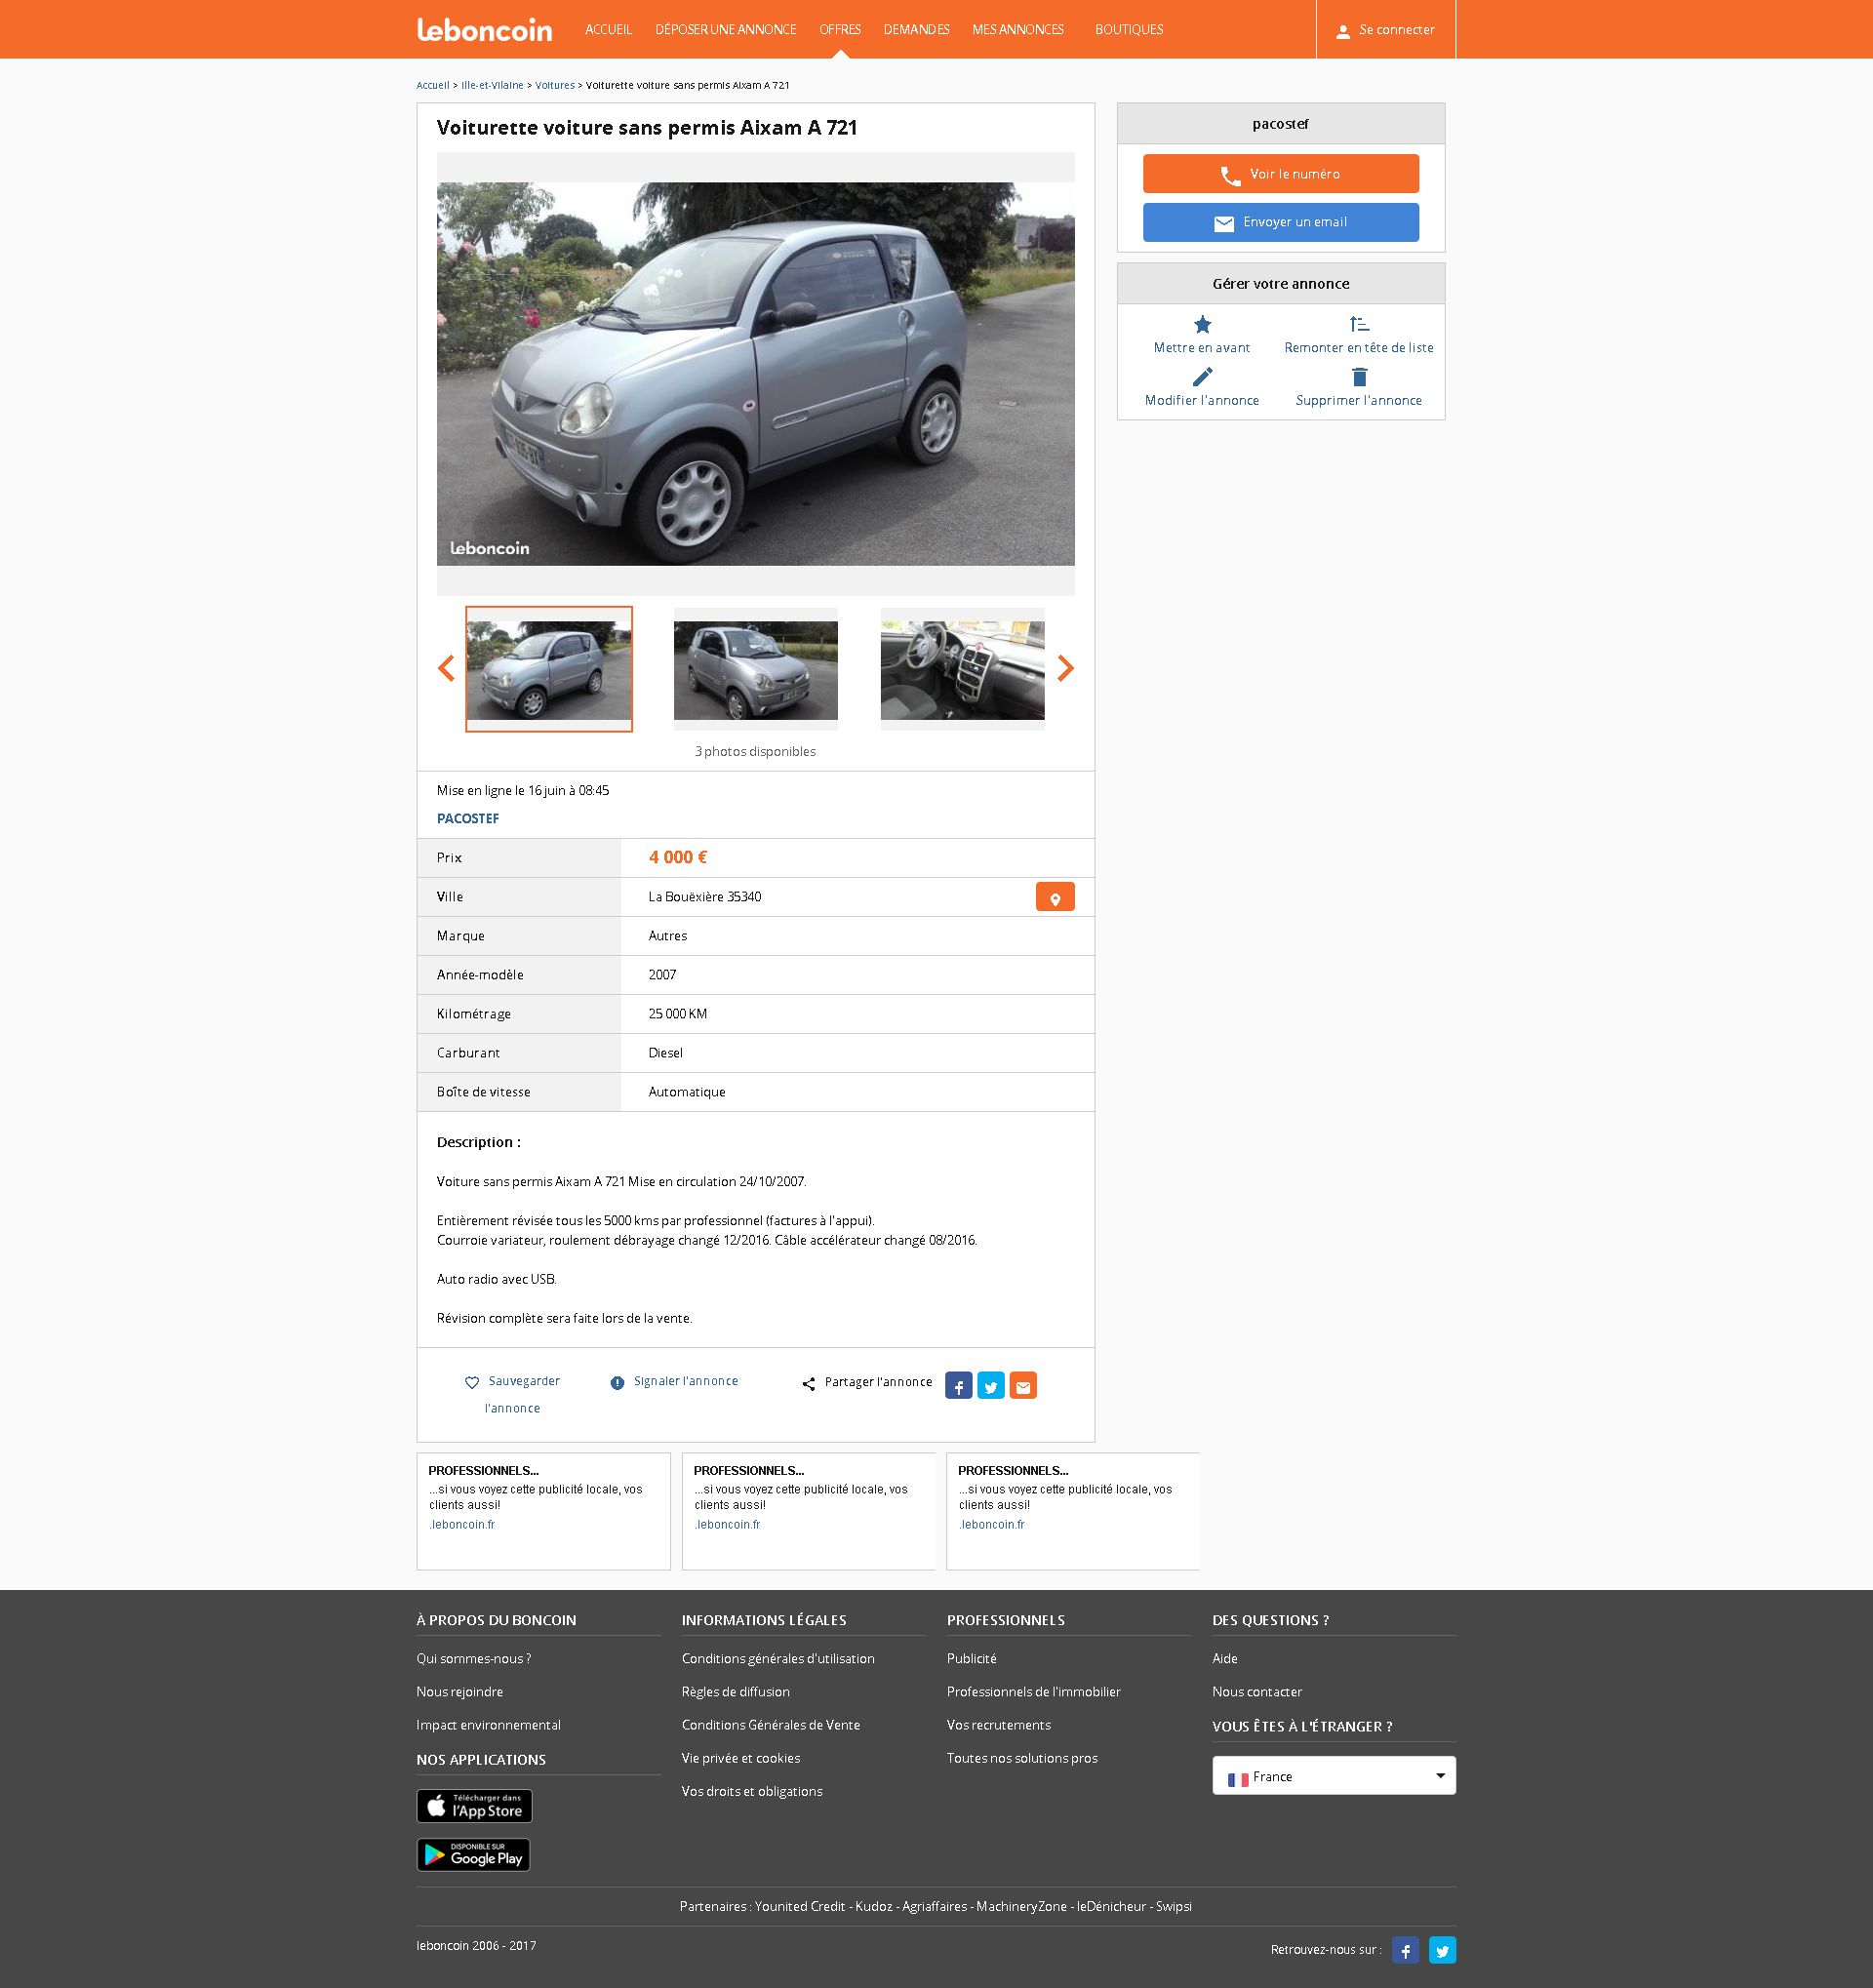 leboncoin
ACCUEIL DÉPOSER UNE ANNONCE OFFRES DEMANDES MES ANNONCES BOUTIQUES Se connecter
Accueil > Ille-et-Vilaine > Voitures > Voiturette voiture sans permis Aixam A 721
Voiturette voiture sans permis Aixam A 721
leboncoin
3 photos disponibles
Mise en ligne le 16 juin à 08:45
PACOSTEF
Prix 4 000 €
Ville La Bouëxière 35340
Marque Autres
Année-modèle 2007
Kilométrage 25 000 KM
Carburant Diesel
Boîte de vitesse Automatique
Description :
Voiture sans permis Aixam A 721 Mise en circulation 24/10/2007.
Entièrement révisée tous les 5000 kms par professionnel (factures à l'appui).
Courroie variateur, roulement débrayage changé 12/2016. Câble accélérateur changé 08/2016.
Auto radio avec USB.
Révision complète sera faite lors de la vente.
Sauvegarder
l'annonce
Signaler l'annonce
Partager l'annonce
pacostef
Voir le numéro
Envoyer un email
Gérer votre annonce
Mettre en avant
Remonter en tête de liste
Modifier l'annonce
Supprimer l'annonce
PROFESSIONNELS...
...si vous voyez cette publicité locale, vos
clients aussi!
.leboncoin.fr
PROFESSIONNELS...
...si vous voyez cette publicité locale, vos
clients aussi!
.leboncoin.fr
PROFESSIONNELS...
...si vous voyez cette publicité locale, vos
clients aussi!
.leboncoin.fr
À PROPOS DU BONCOIN
Qui sommes-nous ?
Nous rejoindre
Impact environnemental
NOS APPLICATIONS
Télécharger dans
l'App Store
DISPONIBLE SUR
Google Play
INFORMATIONS LÉGALES
Conditions générales d'utilisation
Règles de diffusion
Conditions Générales de Vente
Vie privée et cookies
Vos droits et obligations
PROFESSIONNELS
Publicité
Professionnels de l'immobilier
Vos recrutements
Toutes nos solutions pros
DES QUESTIONS ?
Aide
Nous contacter
VOUS ÊTES À L'ÉTRANGER ?
France
Partenaires : Younited Credit - Kudoz - Agriaffaires - MachineryZone - leDénicheur - Swipsi
leboncoin 2006 - 2017
Retrouvez-nous sur :